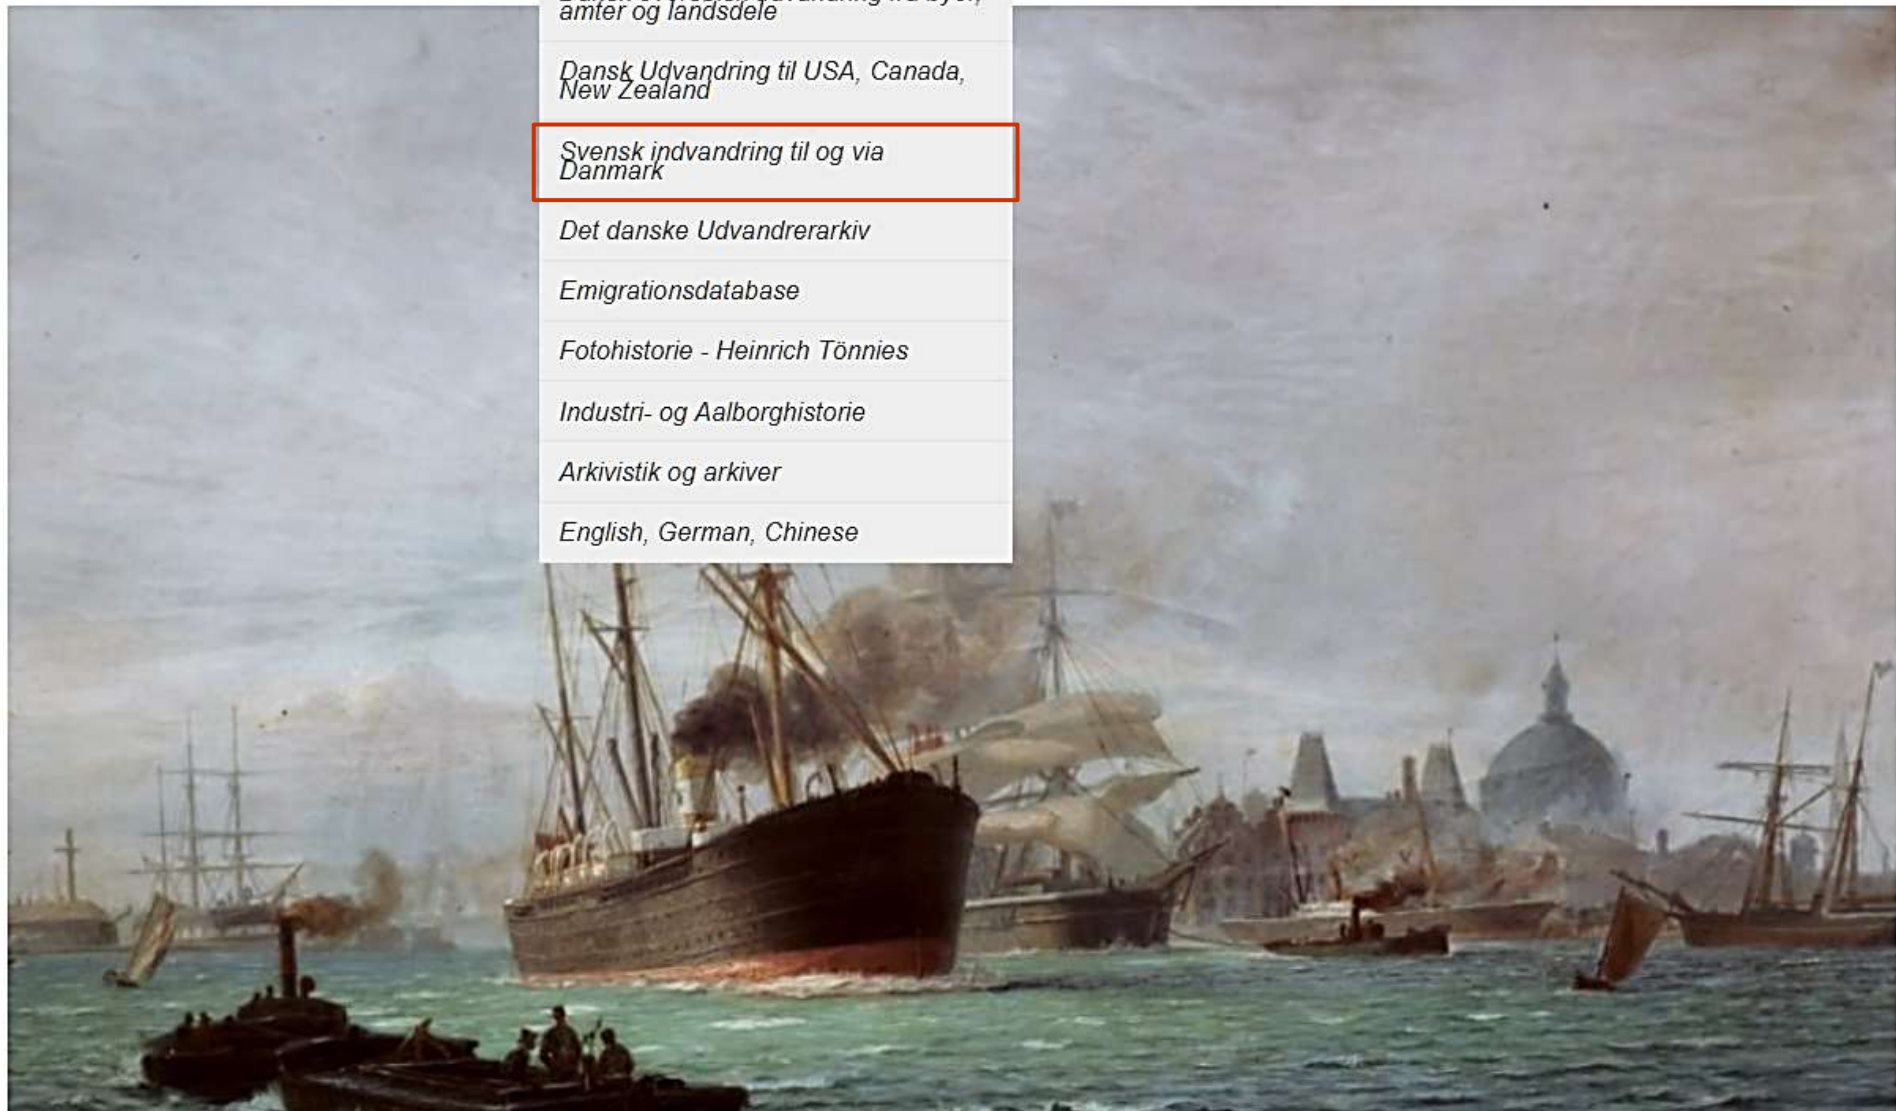 amter og landsdele
Dansk Udvandring til USA, Canada,
New Zealand
Svensk indvandring til og via
Danmark
Det danske Udvandrerarkiv
Emigrationsdatabase
Fotohistorie - Heinrich Tönnies
Industri- og Aalborghistorie
Arkivistik og arkiver
English, German, Chinese